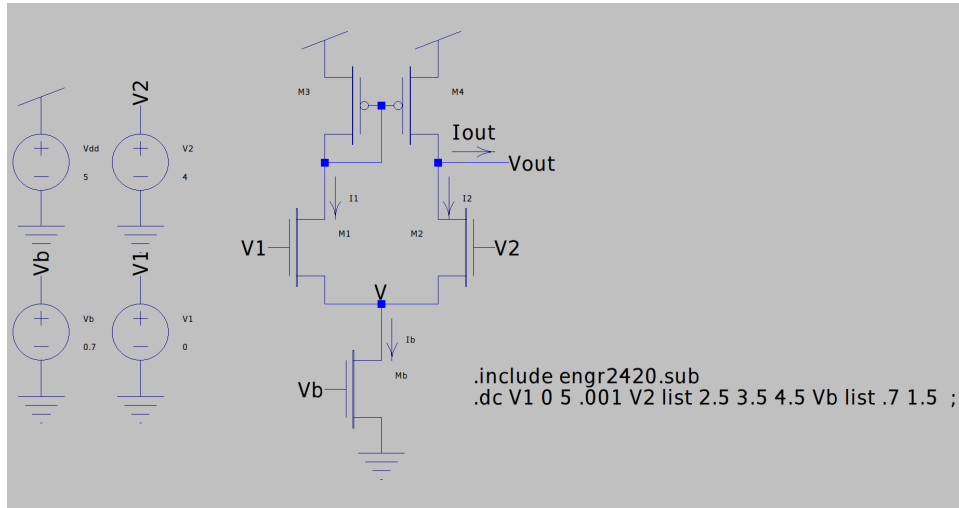 M3
M4
V2
Iout
Vdd
5
V2
4
Vout
I1
I2
M1
M2
V1
V2
Vb
V1
V
Vb
0.7
V1
0
Ib
Mb
Vb
.include engr2420.sub
.dc V1 0 5 .001 V2 list 2.5 3.5 4.5 Vb list .7 1.5 ;